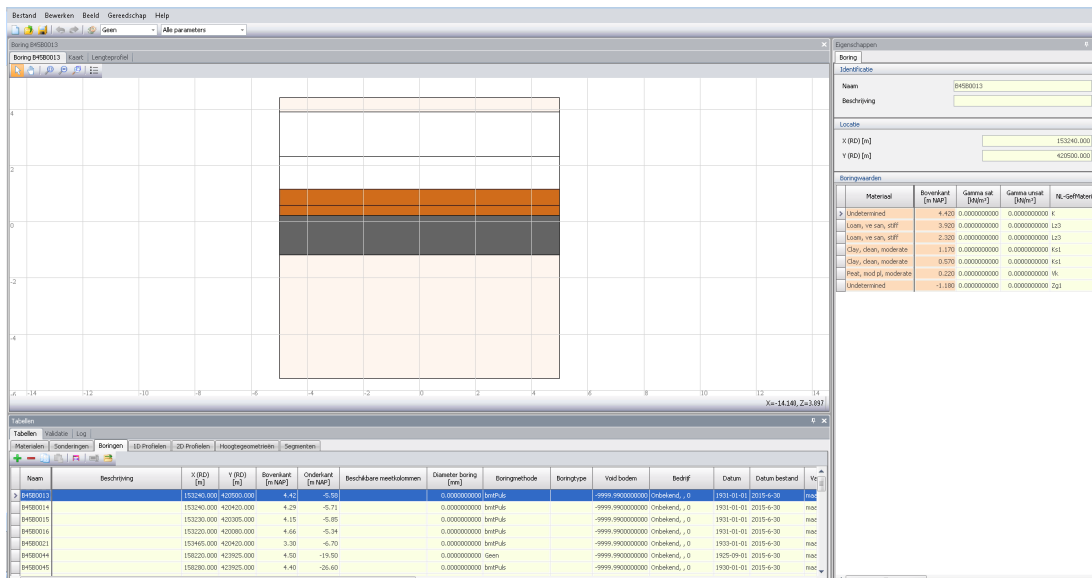 Bestand Bewerken Beeld Gereedschap Help
Geen Alle parameters
Boring B45B0013
Boring B45B0013 Kaart Lengteprofiel
4
2
0
-2
-4
-14 -12 -10 -8 -6 -4 -2 0 2 4 6 8 10 12 14
X=-14.140, Z=3.897
Eigenschappen
Boring
Identificatie
Naam B45B0013
Beschrijving
Locatie
X (RD) [m] 153240.000
Y (RD) [m] 420500.000
Boringwaarden
Materiaal Bovenkant [m NAP] Gamma sat [kN/m³] Gamma unsat [kN/m³] NL-GefMateri
Undetermined 4.420 0.0000000000 0.0000000000 K
Loam, ve san, stiff 3.920 0.0000000000 0.0000000000 Lz3
Loam, ve san, stiff 2.320 0.0000000000 0.0000000000 Lz3
Clay, clean, moderate 1.170 0.0000000000 0.0000000000 Ks1
Clay, clean, moderate 0.570 0.0000000000 0.0000000000 Ks1
Peat, mod pl, moderate 0.220 0.0000000000 0.0000000000 Vk
Undetermined -1.180 0.0000000000 0.0000000000 Zg1
Tabellen
Tabellen Validatie Log
Materialen Sonderingen Boringen 1D Profielen 2D Profielen Hoogtegeometrieën Segmenten
Naam Beschrijving X (RD) [m] Y (RD) [m] Bovenkant [m NAP] Onderkant [m NAP] Beschikbare meetkolommen Diameter boring [mm] Boringmethode Boringtype Void bodem Bedrijf Datum Datum bestand
B45B0013 153240.000 420500.000 4.42 -5.58 0.0000000000 bmtPuls -9999.9900000000 Onbekend, , 0 1931-01-01 2015-6-30 maa
B45B0014 153240.000 420420.000 4.29 -5.71 0.0000000000 bmtPuls -9999.9900000000 Onbekend, , 0 1931-01-01 2015-6-30 maa
B45B0015 153230.000 420305.000 4.15 -5.85 0.0000000000 bmtPuls -9999.9900000000 Onbekend, , 0 1931-01-01 2015-6-30 maa
B45B0016 153220.000 420080.000 4.66 -5.34 0.0000000000 bmtPuls -9999.9900000000 Onbekend, , 0 1931-01-01 2015-6-30 maa
B45B0021 153465.000 420420.000 3.30 -6.70 0.0000000000 bmtPuls -9999.9900000000 Onbekend, , 0 1933-01-01 2015-6-30 maa
B45B0044 158220.000 423925.000 4.50 -19.50 0.0000000000 Geen -9999.9900000000 Onbekend, , 0 1925-09-01 2015-6-30 maa
B45B0045 158280.000 423925.000 4.40 -26.60 0.0000000000 bmtPuls -9999.9900000000 Onbekend, , 0 1930-01-01 2015-6-30 maa